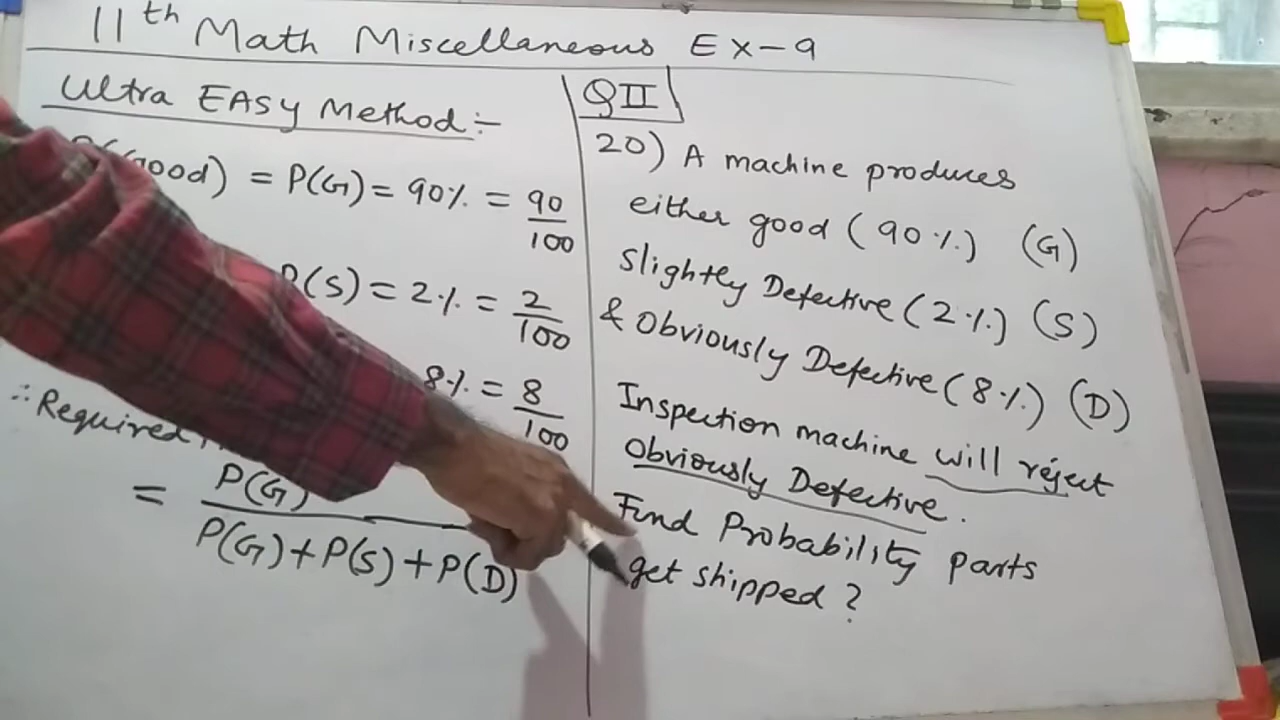 11th Math Miscellaneous Ex-9
Ultra EASY Method:-
good) = P(G) = 90% = 90/100
P(S) = 2% = 2/100
8% = 8/100
∴ Required
= P(G) / P(G)+P(S)+P(D)
QII
20) A machine produces
either good (90%) (G)
Slightly Defective (2%) (S)
& Obviously Defective (8%) (D)
Inspection machine will reject
Obviously Defective.
Find Probability parts
get shipped?